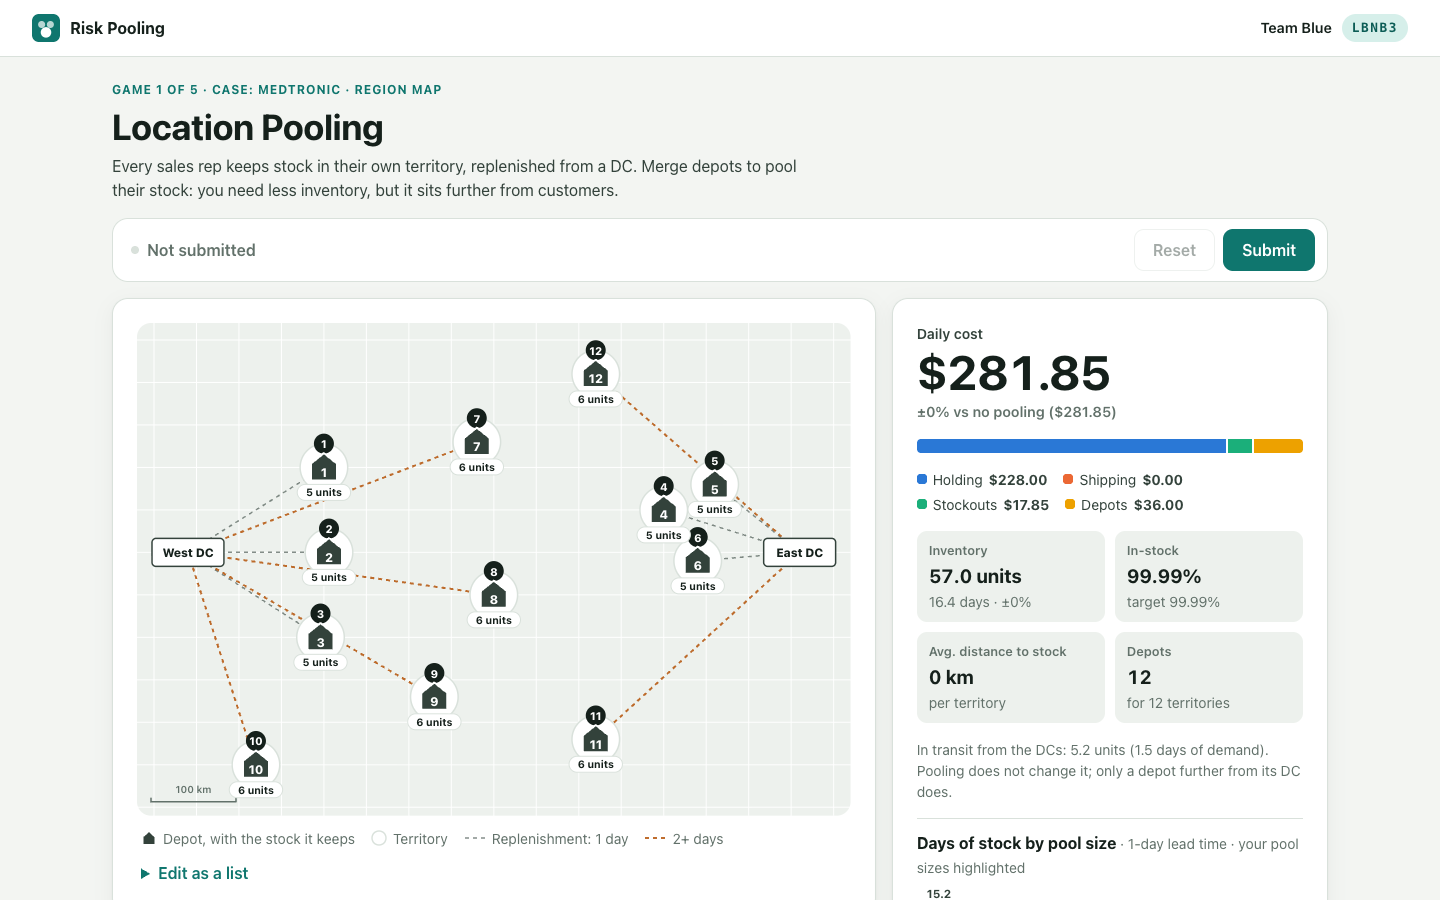 Risk Pooling
Team Blue LBNB3
GAME 1 OF 5 · CASE: MEDTRONIC · REGION MAP
Location Pooling
Every sales rep keeps stock in their own territory, replenished from a DC. Merge depots to pool
their stock: you need less inventory, but it sits further from customers.
Not submitted
Reset
Submit
12
12
6 units
7
7
6 units
1
1
5 units
5
5
5 units
4
4
5 units
2
2
5 units
6
6
5 units
West DC
East DC
8
8
6 units
3
3
5 units
9
9
6 units
11
11
6 units
10
10
6 units
100 km
Depot, with the stock it keeps
Territory
Replenishment: 1 day
2+ days
Edit as a list
Daily cost
$281.85
±0% vs no pooling ($281.85)
Holding $228.00
Shipping $0.00
Stockouts $17.85
Depots $36.00
Inventory
57.0 units
16.4 days · ±0%
In-stock
99.99%
target 99.99%
Avg. distance to stock
0 km
per territory
Depots
12
for 12 territories
In transit from the DCs: 5.2 units (1.5 days of demand).
Pooling does not change it; only a depot further from its DC
does.
Days of stock by pool size · 1-day lead time · your pool
sizes highlighted
15.2